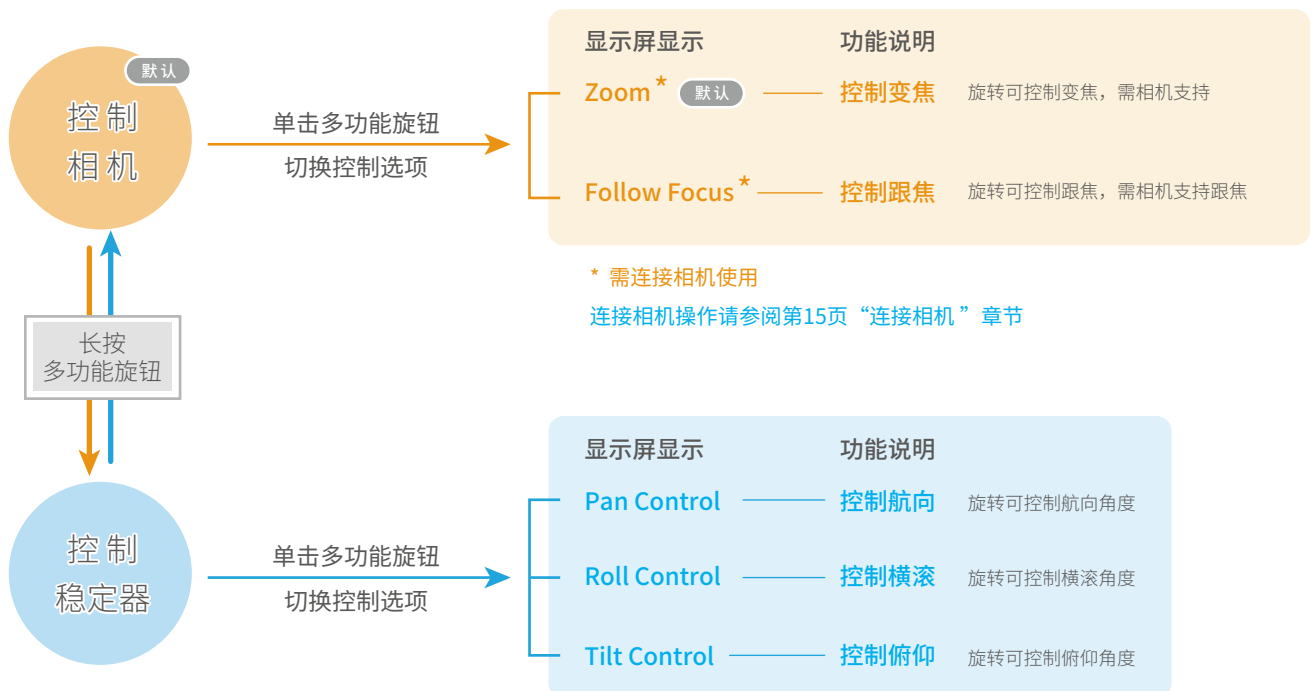 默认
控制
相机
单击多功能旋钮
切换控制选项
显示屏显示 功能说明
Zoom* 默认 控制变焦 旋转可控制变焦，需相机支持
Follow Focus* 控制跟焦 旋转可控制跟焦，需相机支持跟焦
* 需连接相机使用
连接相机操作请参阅第15页“连接相机”章节
长按
多功能旋钮
控制
稳定器
单击多功能旋钮
切换控制选项
显示屏显示 功能说明
Pan Control 控制航向 旋转可控制航向角度
Roll Control 控制横滚 旋转可控制横滚角度
Tilt Control 控制俯仰 旋转可控制俯仰角度